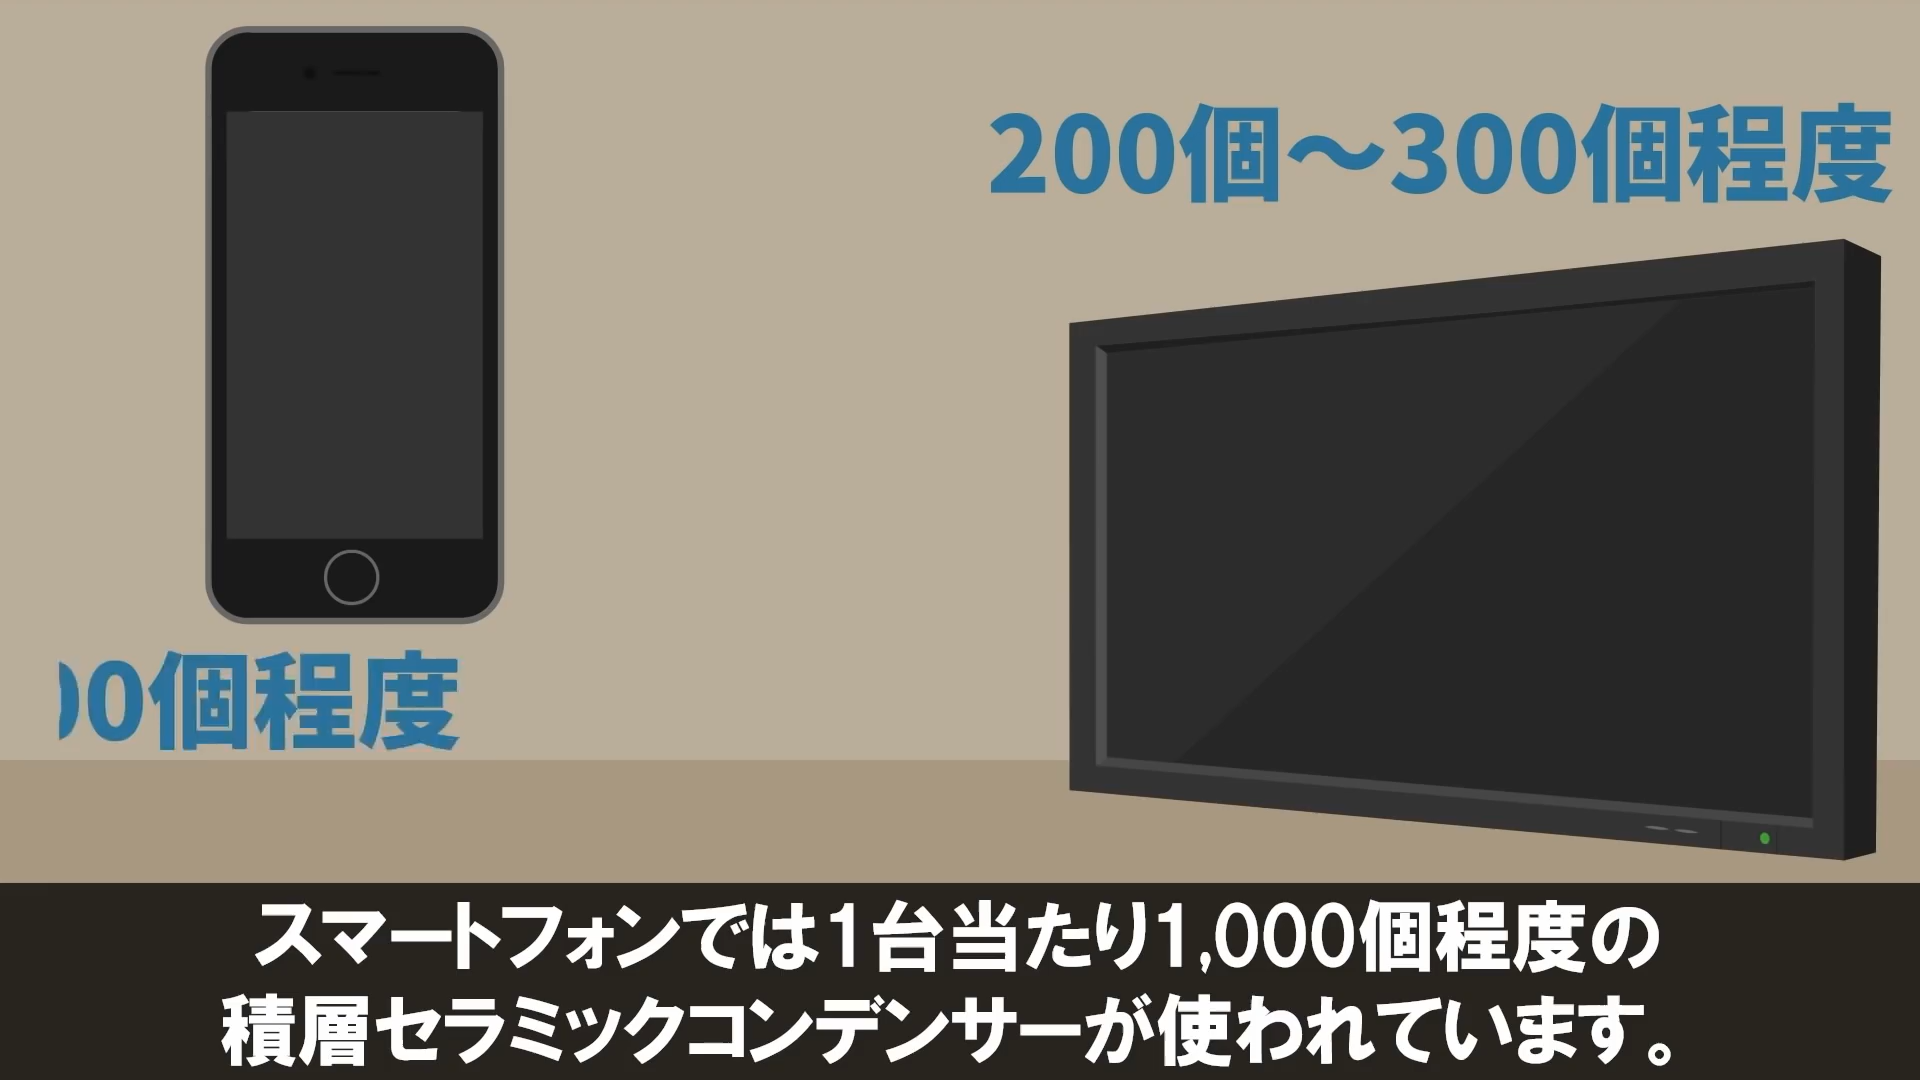 200個～300個程度
0個程度
スマートフォンでは1台当たり1,000個程度の
積層セラミックコンデンサーが使われています。